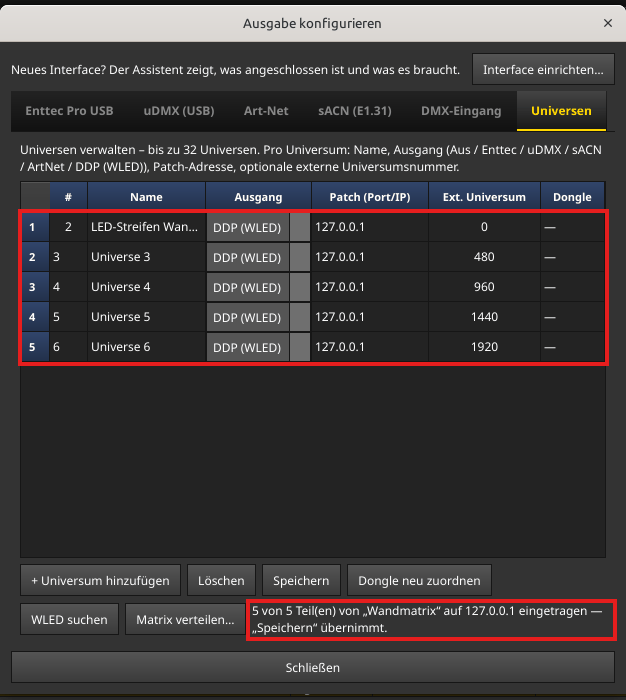 Ausgabe konfigurieren
×
Neues Interface? Der Assistent zeigt, was angeschlossen ist und was es braucht.
Interface einrichten...
Enttec Pro USB uDMX (USB) Art-Net sACN (E1.31) DMX-Eingang Universen
Universen verwalten – bis zu 32 Universen. Pro Universum: Name, Ausgang (Aus / Enttec / uDMX / sACN
/ ArtNet / DDP (WLED)), Patch-Adresse, optionale externe Universumsnummer.
# Name Ausgang Patch (Port/IP) Ext. Universum Dongle
1 2 LED-Streifen Wan... DDP (WLED) 127.0.0.1 0 —
2 3 Universe 3 DDP (WLED) 127.0.0.1 480 —
3 4 Universe 4 DDP (WLED) 127.0.0.1 960 —
4 5 Universe 5 DDP (WLED) 127.0.0.1 1440 —
5 6 Universe 6 DDP (WLED) 127.0.0.1 1920 —
+ Universum hinzufügen Löschen Speichern Dongle neu zuordnen
WLED suchen Matrix verteilen...
5 von 5 Teil(en) von „Wandmatrix“ auf 127.0.0.1 eingetragen —
„Speichern“ übernimmt.
Schließen